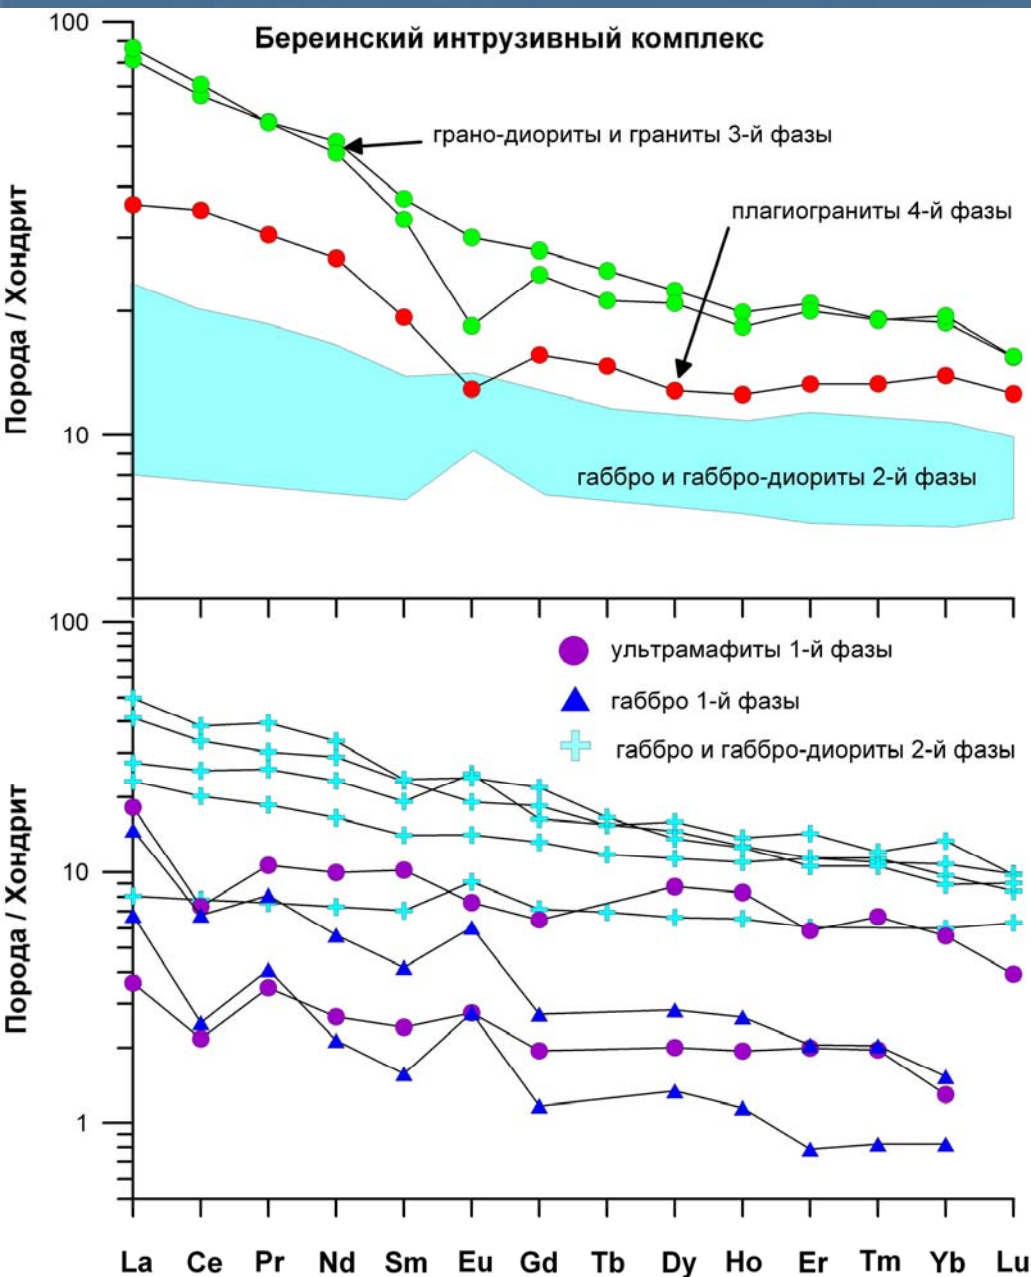 100
Береинский интрузивный комплекс
грано-диориты и граниты 3-й фазы
плагиограниты 4-й фазы
Порода / Хондрит
10
габбро и габбро-диориты 2-й фазы
100
ультрамафиты 1-й фазы
габбро 1-й фазы
габбро и габбро-диориты 2-й фазы
Порода / Хондрит
10
1
La Ce Pr Nd Sm Eu Gd Tb Dy Ho Er Tm Yb Lu